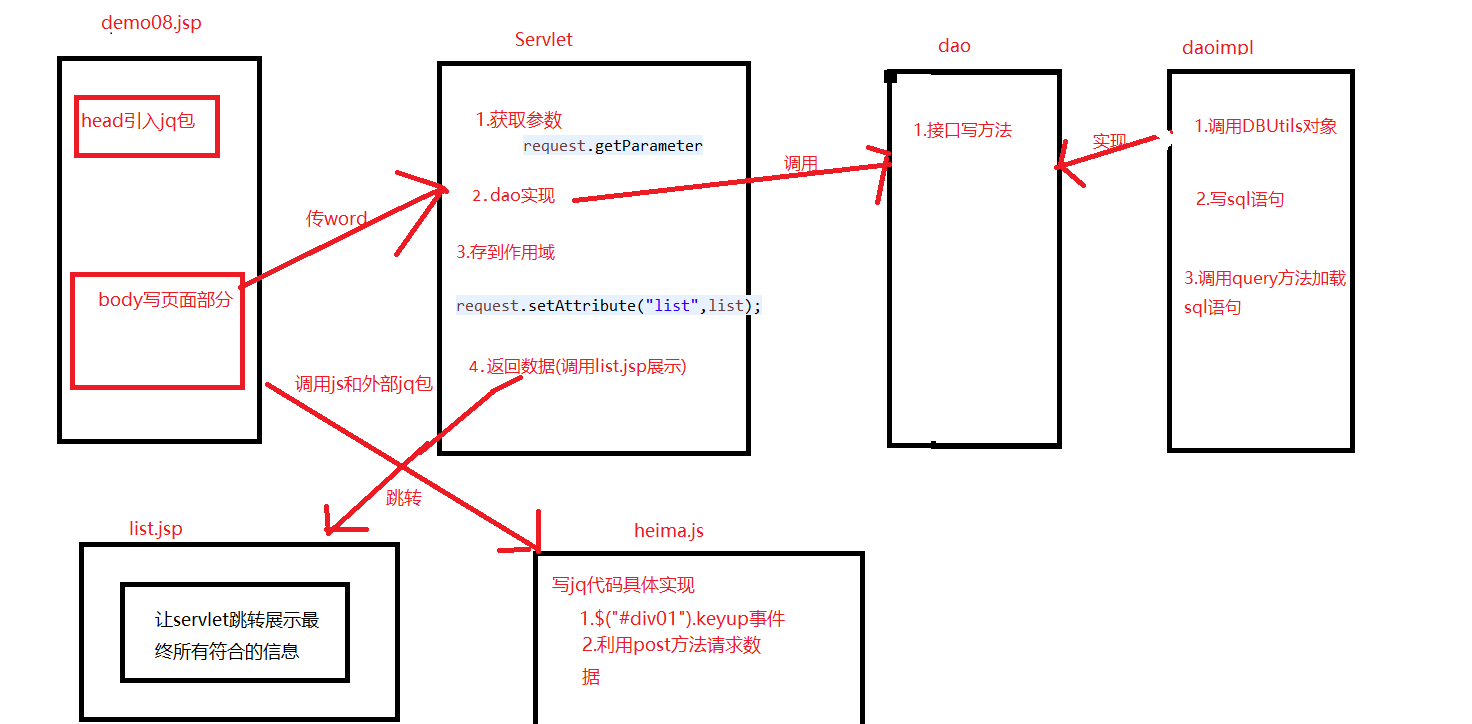 demo08.jsp
head引入jq包
body写页面部分
传word
调用js和外部jq包
Servlet
1.获取参数
request.getParameter
2.dao实现
3.存到作用域
request.setAttribute("list",list);
4.返回数据(调用list.jsp展示)
调用
dao
1.接口写方法
实现
daoimpl
1.调用DBUtils对象
2.写sql语句
3.调用query方法加载
sql语句
跳转
list.jsp
让servlet跳转展示最
终所有符合的信息
heima.js
写jq代码具体实现
1.$("#div01").keyup事件
2.利用post方法请求数
据